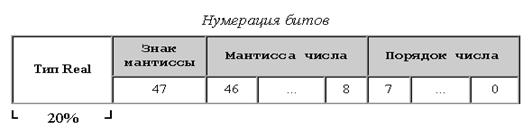 Нумерация битов
Тип Real
Знак мантиссы
Мантисса числа
Порядок числа
47
46
...
8
7
...
0
20%